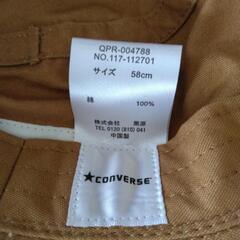 QPR-004788
NO.117-112701
サイズ 58cm
綿 100%
株式会社 黒原
TEL 0120 (810) 041
中国製
★CONVERSE